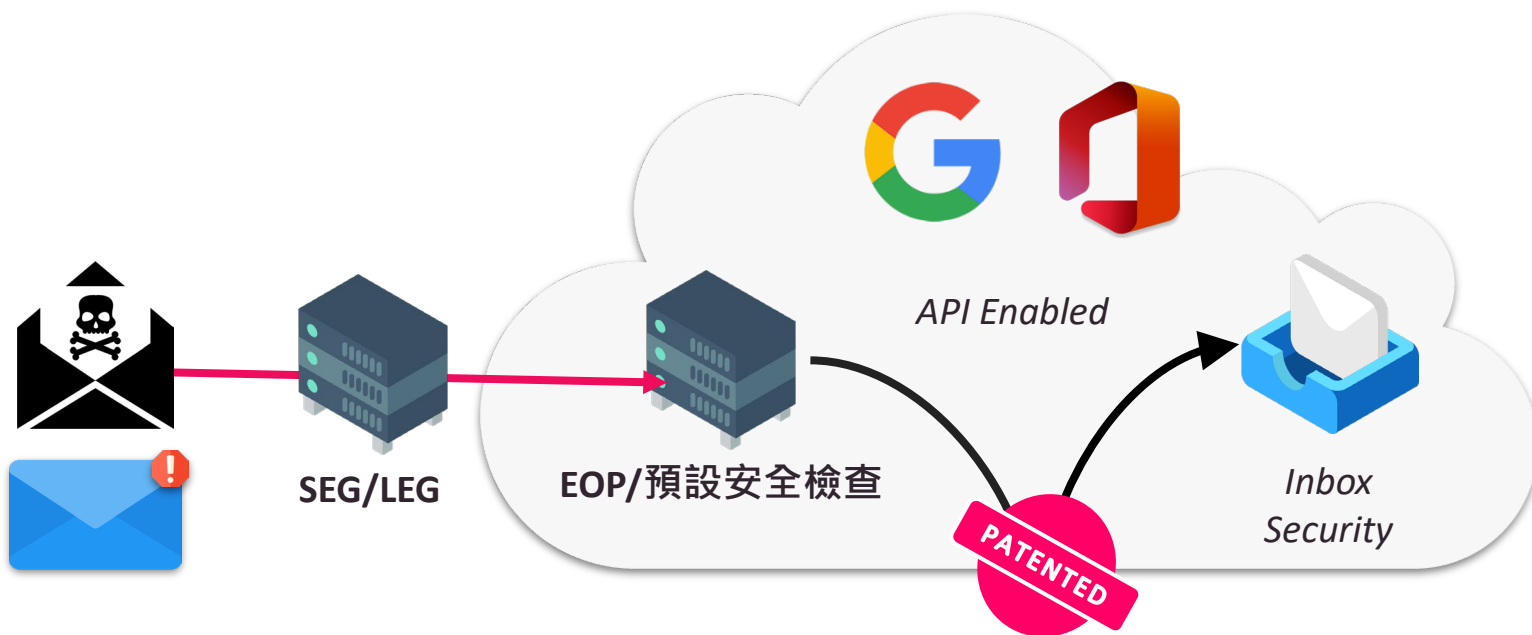 API Enabled
SEG/LEG
EOP/預設安全檢查
Inbox
Security
PATENTED